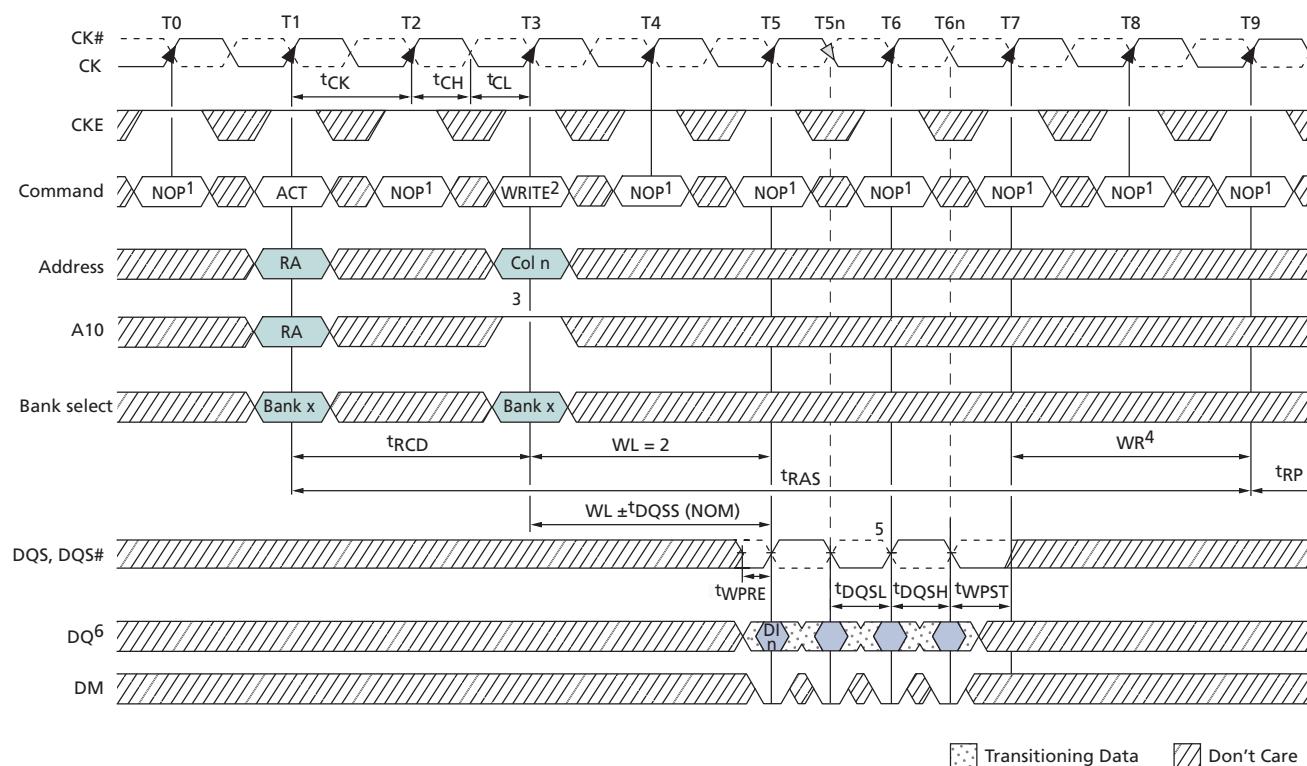 T0 T1 T2 T3 T4 T5 T5n T6 T6n T7 T8 T9
CK#
CK
tCK tCH tCL
CKE
Command NOP1 ACT NOP1 WRITE2 NOP1 NOP1 NOP1 NOP1 NOP1 NOP1
Address RA Col n
3
A10 RA
Bank select Bank x Bank x
tRCD WL = 2 WR4
tRAS tRP
WL ±tDQSS (NOM)
5
DQS, DQS#
tWPRE tDQSL tDQSH tWPST
DQ6 DI
n
DM
Transitioning Data Don't Care